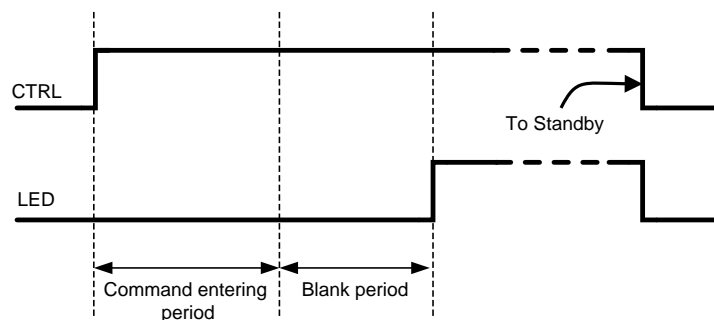 CTRL
To Standby
LED
Command entering
period
Blank period